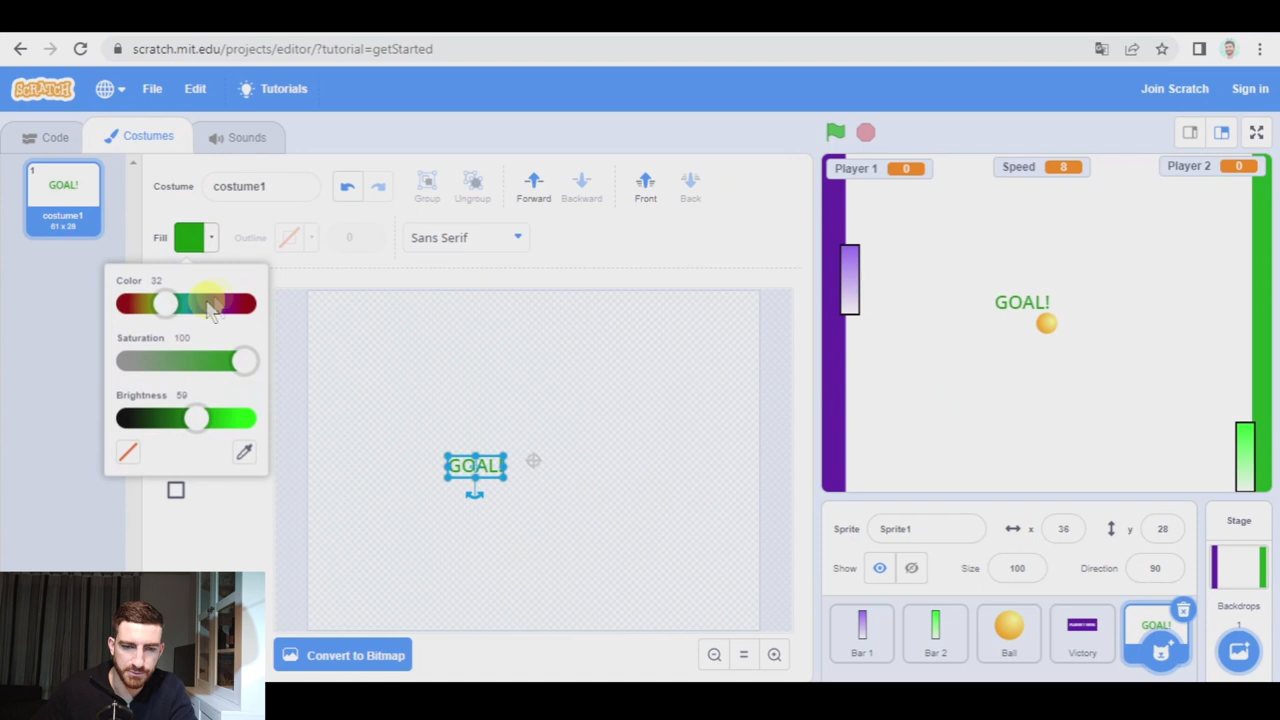 scratch.mit.edu/projects/editor/?tutorial=getStarted
SCRATCH
File
Edit
Tutorials
Join Scratch
Sign in
Code
Costumes
Sounds
1
GOAL!
costume1
61 x 28
Costume
costume1
Group
Ungroup
Forward
Backward
Front
Back
Fill
Outline
0
Sans Serif
Color 32
Saturation 100
Brightness 59
GOAL!
Convert to Bitmap
Player 1 0
Speed 8
Player 2 0
GOAL!
Sprite
Sprite1
x 36
y 28
Show
Size 100
Direction 90
Stage
Backdrops
1
Bar 1
Bar 2
Ball
Victory
GOAL!